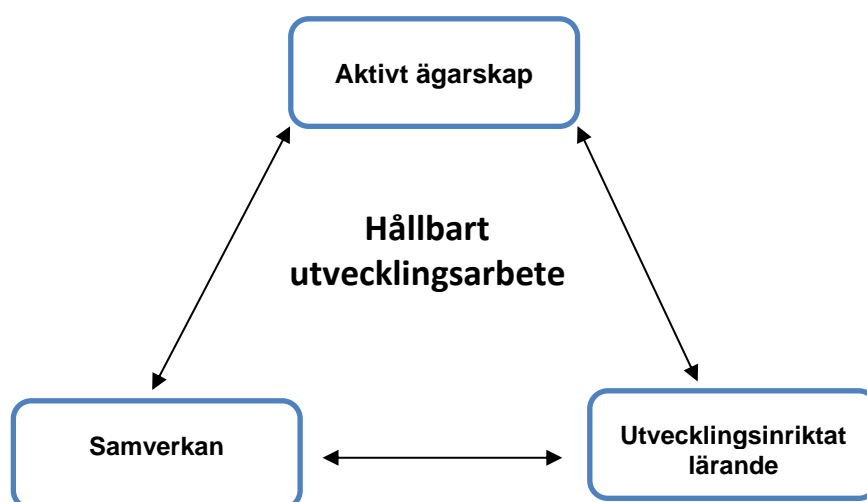 Aktivt ägarskap
Hållbart
utvecklingsarbete
Samverkan
Utvecklingsinriktat
lärande